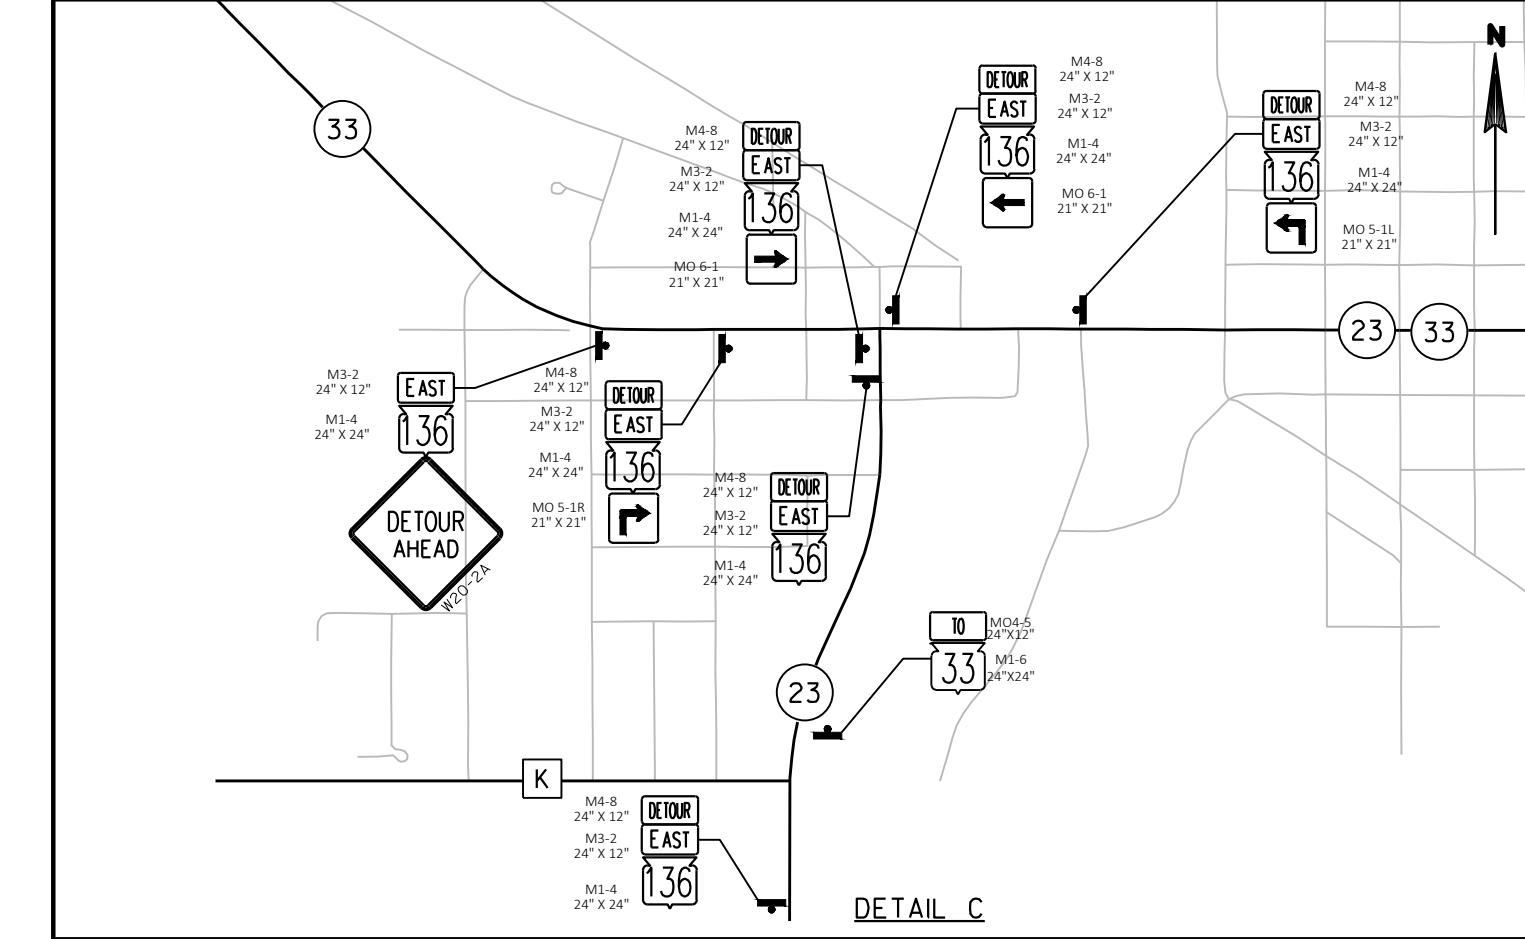 N
33
M4-8
24" X 12"
M3-2
24" X 12"
M1-4
24" X 24"
MO 6-1
21" X 21"
DETOUR
EAST
136
DETOUR
EAST
136
M4-8
24" X 12"
M3-2
24" X 12"
M1-4
24" X 24"
MO 6-1
21" X 21"
DETOUR
EAST
136
M4-8
24" X 12"
M3-2
24" X 12"
M1-4
24" X 24"
MO 5-1L
21" X 21"
23
33
M3-2
24" X 12"
M1-4
24" X 24"
EAST
136
DETOUR
AHEAD
W20-2A
M4-8
24" X 12"
M3-2
24" X 12"
M1-4
24" X 24"
MO 5-1R
21" X 21"
DETOUR
EAST
136
M4-8
24" X 12"
M3-2
24" X 12"
M1-4
24" X 24"
DETOUR
EAST
136
TO
33
MO4-5
24"X12"
M1-6
24"X24"
23
K
M4-8
24" X 12"
M3-2
24" X 12"
M1-4
24" X 24"
DETOUR
EAST
136
DETAIL C